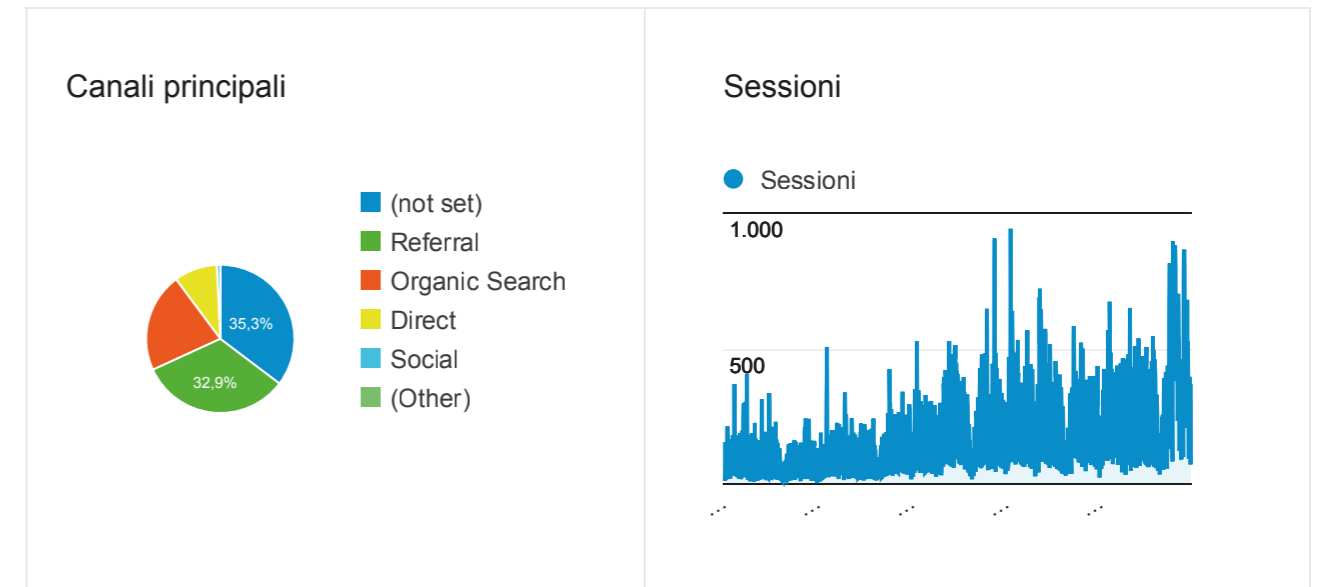 Canali principali
(not set)
Referral
Organic Search
Direct
Social
(Other)
35,3%
32,9%
Sessioni
Sessioni
1.000
500
... ... ... ... ...